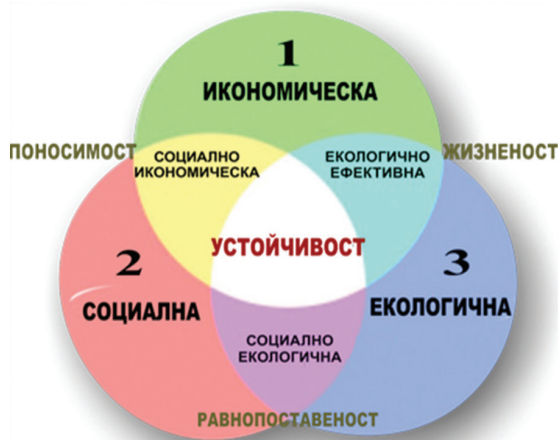 1
ИКОНОМИЧЕСКА
ПОНОСИМОСТ
СОЦИАЛНО
ИКОНОМИЧЕСКА
ЕКОЛОГИЧНО
ЕФЕКТИВНА
ЖИЗНЕНОСТ
УСТОЙЧИВОСТ
2
СОЦИАЛНА
3
ЕКОЛОГИЧНА
СОЦИАЛНО
ЕКОЛОГИЧНА
РАВНОПОСТАВЕНОСТ